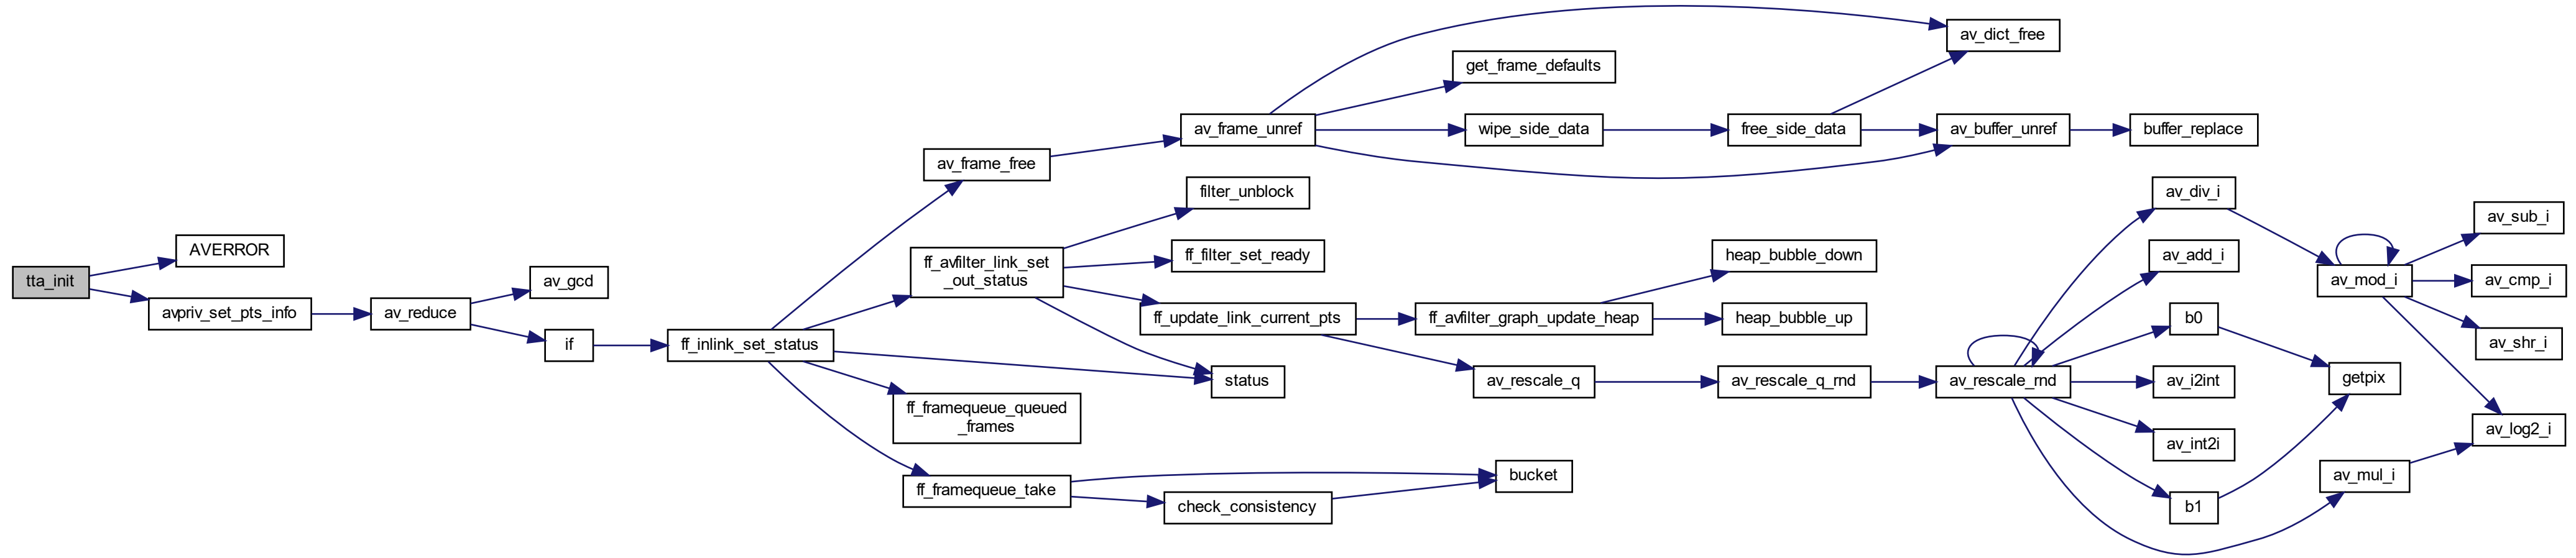 tta_init
AVERROR
avpriv_set_pts_info
av_reduce
av_gcd
if
ff_inlink_set_status
av_frame_free
ff_avfilter_link_set
_out_status
ff_framequeue_queued
_frames
ff_framequeue_take
av_frame_unref
filter_unblock
ff_filter_set_ready
ff_update_link_current_pts
status
check_consistency
get_frame_defaults
wipe_side_data
ff_avfilter_graph_update_heap
av_rescale_q
bucket
free_side_data
heap_bubble_down
heap_bubble_up
av_rescale_q_rnd
av_dict_free
av_buffer_unref
av_rescale_rnd
buffer_replace
av_div_i
av_add_i
b0
av_i2int
av_int2i
b1
av_mod_i
getpix
av_mul_i
av_sub_i
av_cmp_i
av_shr_i
av_log2_i